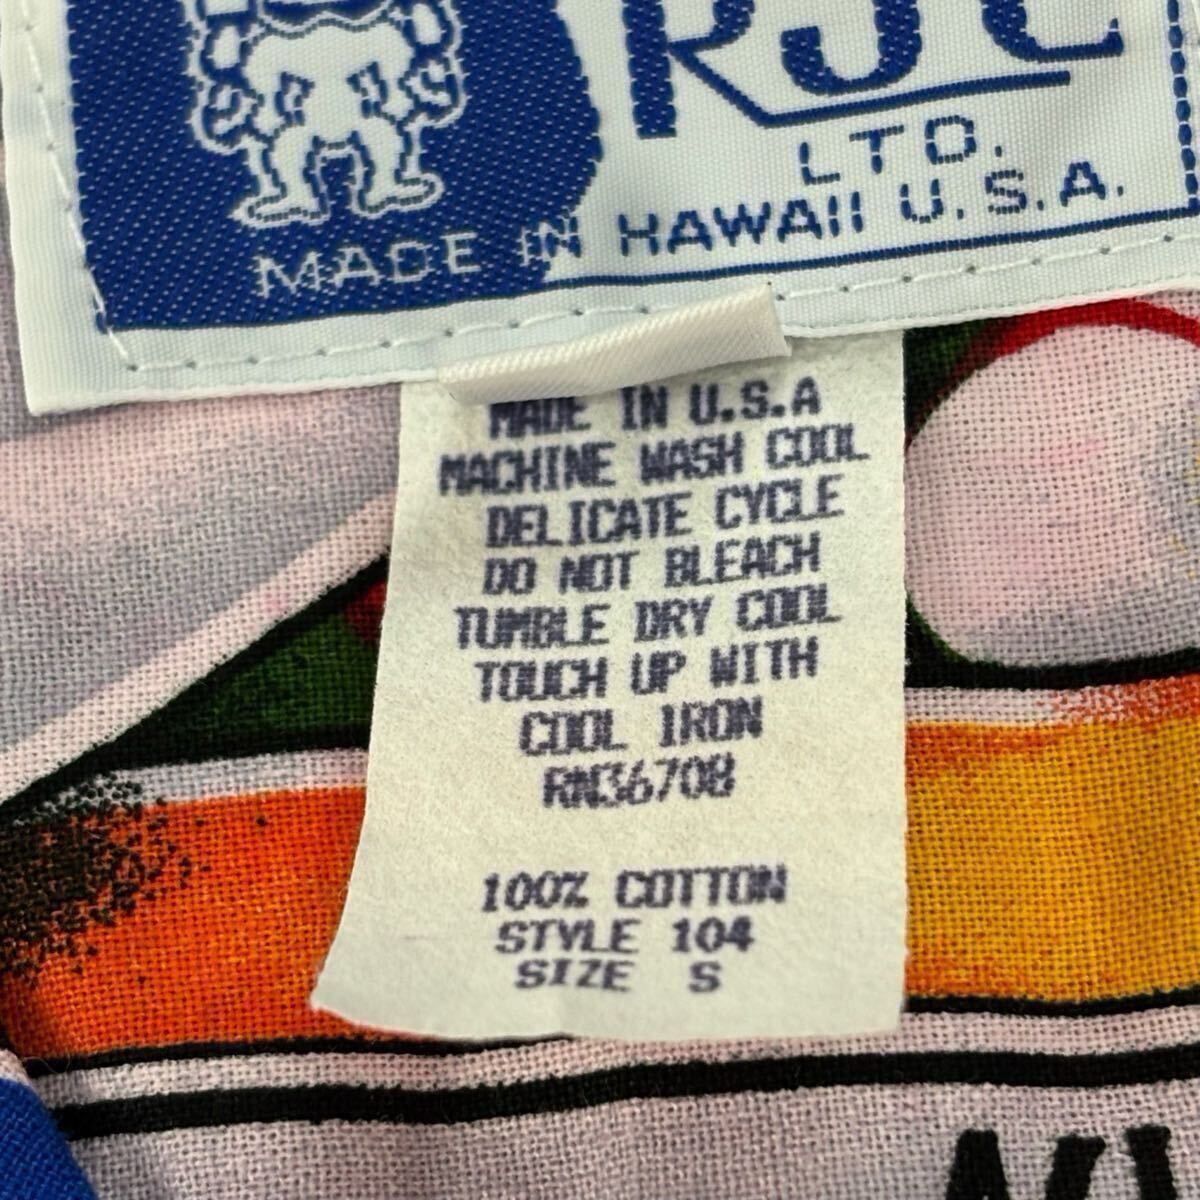 RJC
LTD.
MADE IN HAWAII U.S.A.
MADE IN U.S.A
MACHINE WASH COOL
DELICATE CYCLE
DO NOT BLEACH
TUMBLE DRY COOL
TOUCH UP WITH
COOL IRON
RN36708
100% COTTON
STYLE 104
SIZE S